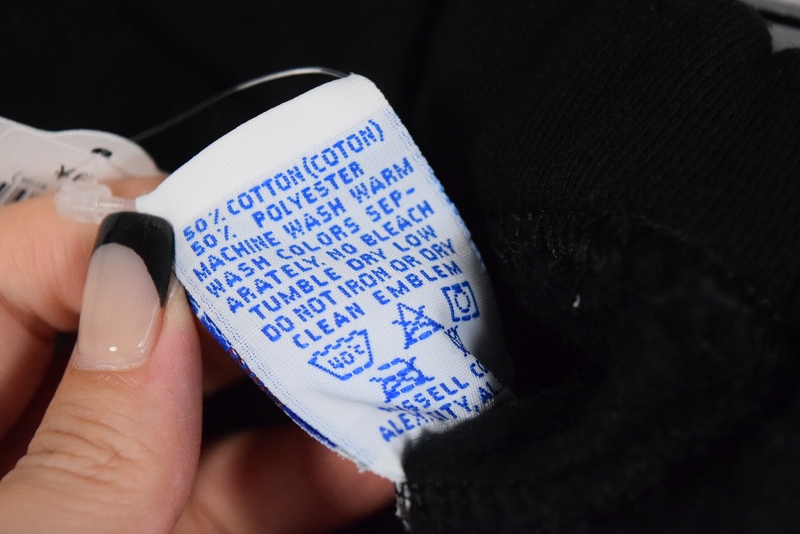 50% COTTON(COTON)
50% POLYESTER
MACHINE WASH WARM
WASH COLORS SEP-
ARATELY. NO BLEACH
TUMBLE DRY LOW
DO NOT IRON OR DRY
CLEAN EMBLEM
40C